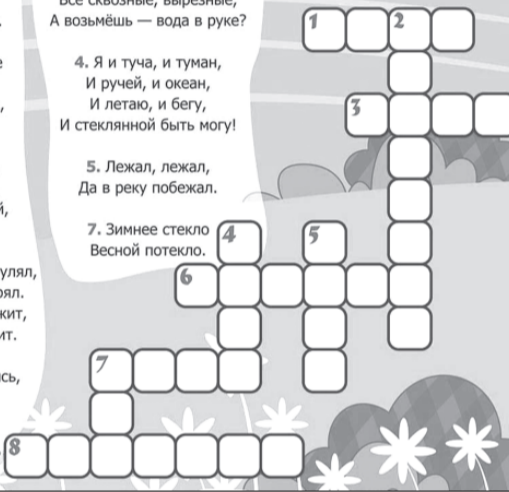 Все сквозные, вырезные,
А возьмёшь — вода в руке?
4. Я и туча, и туман,
И ручей, и океан,
И летаю, и бегу,
И стеклянной быть могу!
5. Лежал, лежал,
Да в реку побежал.
7. Зимнее стекло
Весной потекло.
1
2
3
4
5
6
7
8